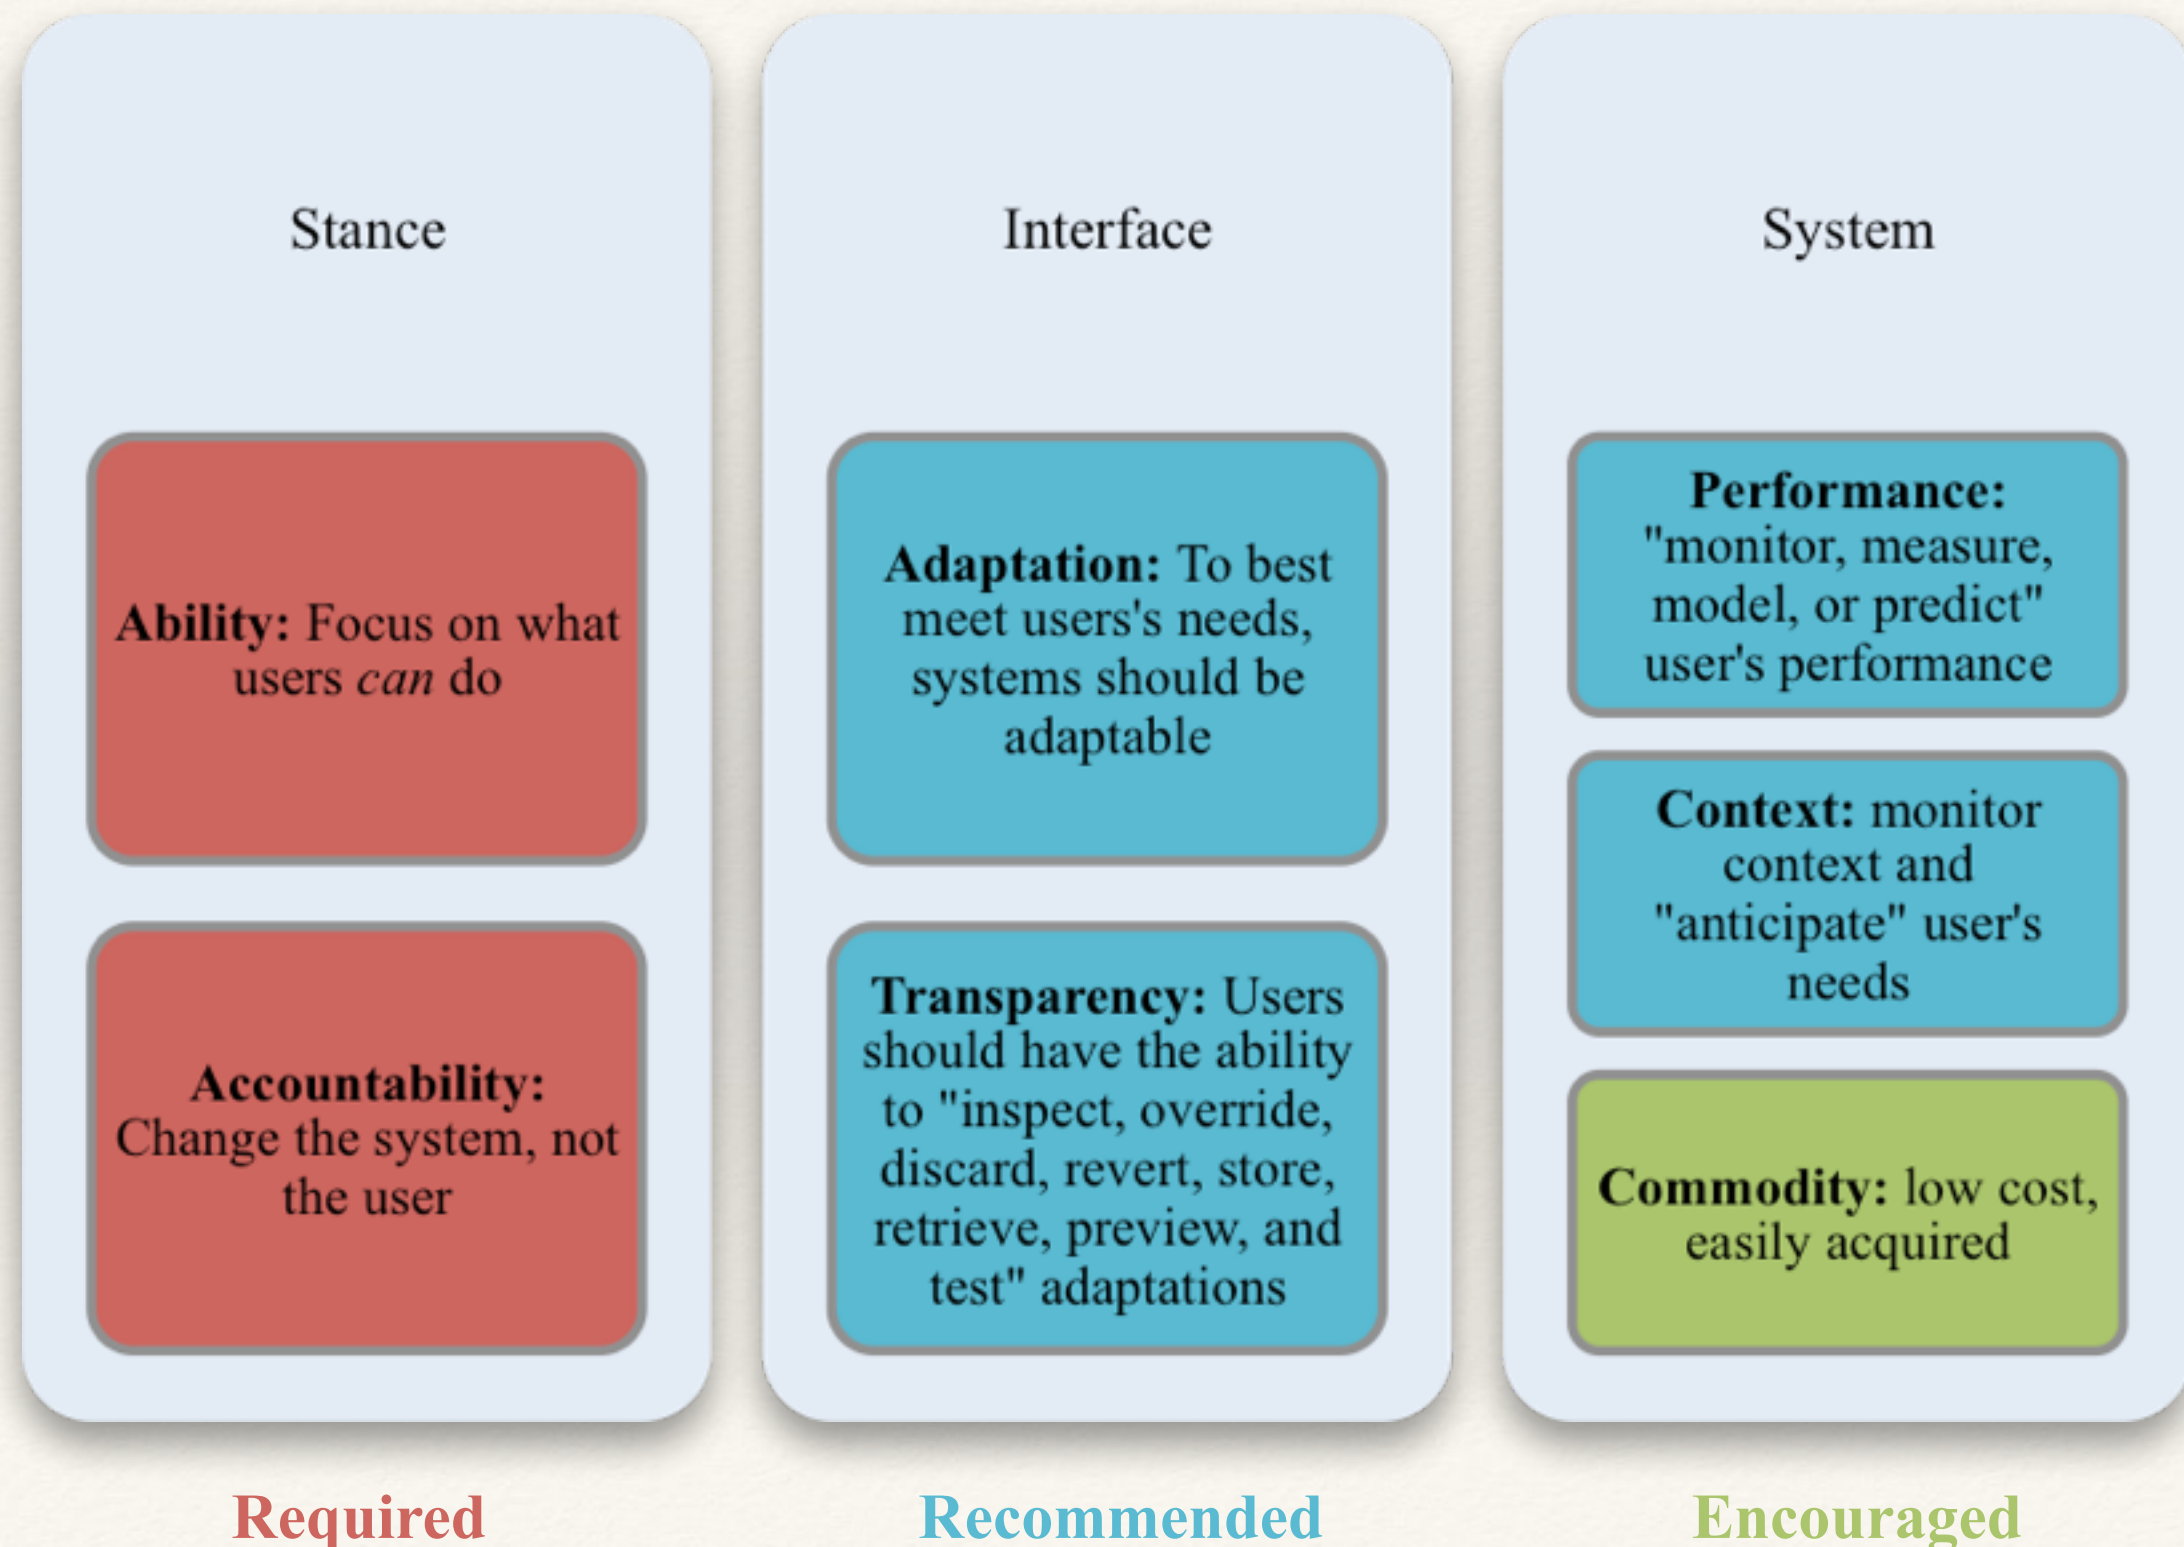 Stance
Ability: Focus on what
users can do
Accountability:
Change the system, not
the user
Interface
Adaptation: To best
meet users's needs,
systems should be
adaptable
Transparency: Users
should have the ability
to "inspect, override,
discard, revert, store,
retrieve, preview, and
test" adaptations
System
Performance:
"monitor, measure,
model, or predict"
user's performance
Context: monitor
context and
"anticipate" user's
needs
Commodity: low cost,
easily acquired
Required
Recommended
Encouraged